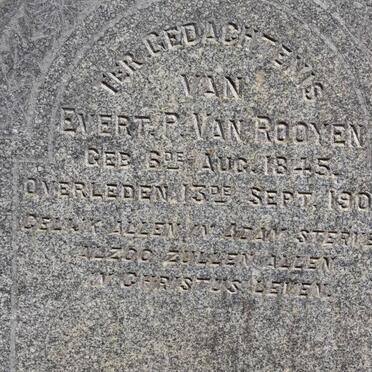 TER GEDACHTENIS
VAN
EVERT. P. VAN ROOYEN
GEB 6DE AUG. 1845.
OVERLEDEN 13DE SEPT. 190
GELIJK ALLEN IN ADAM STERVE
ALZOO ZULLEN ALLEN
IN CHRISTUS LEVEN.